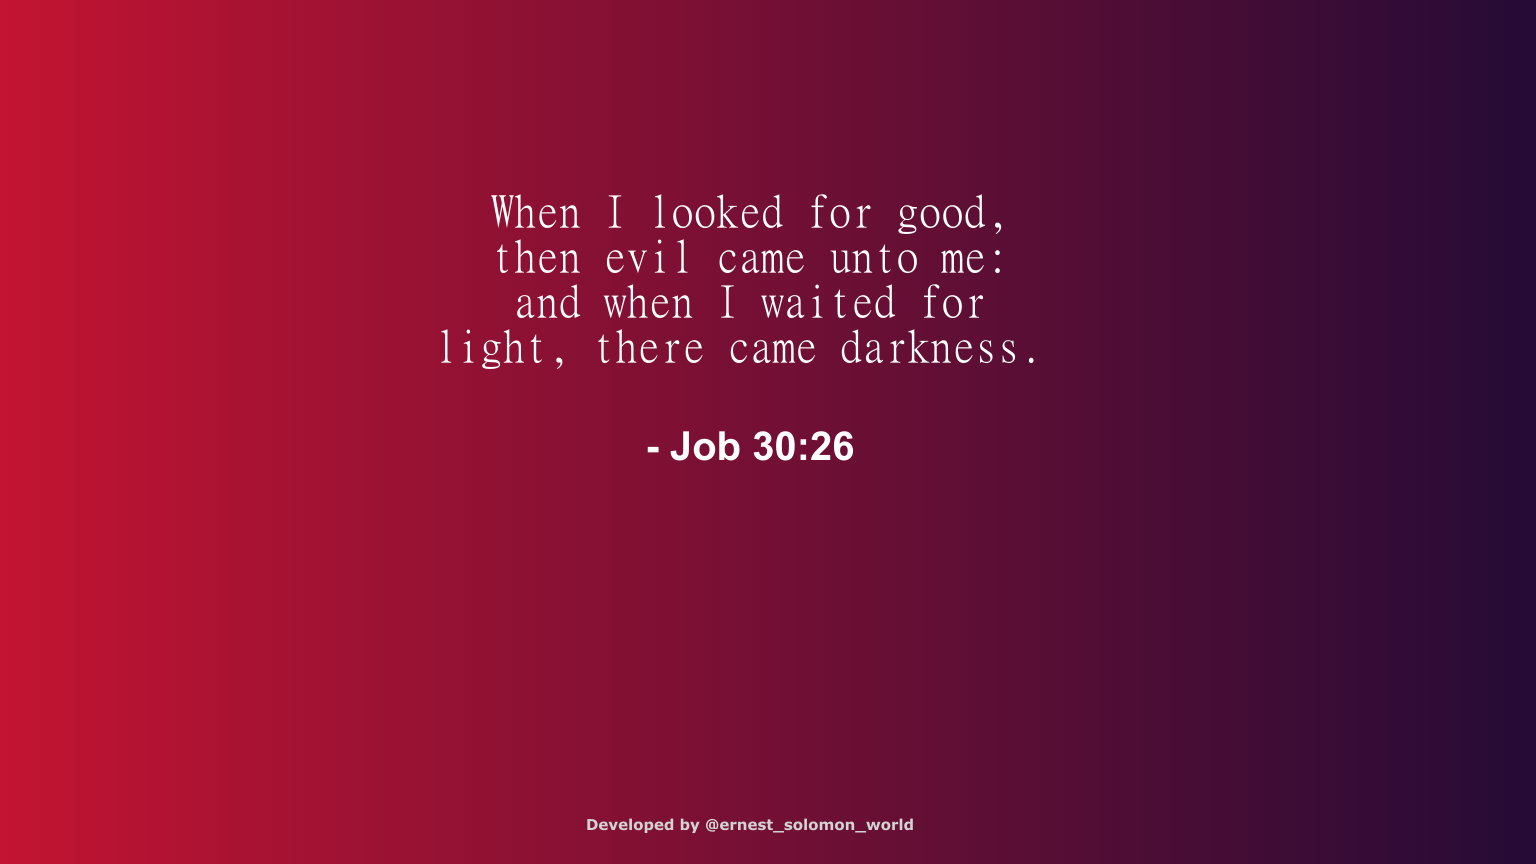 When I looked for good,
then evil came unto me:
and when I waited for
light, there came darkness.
- Job 30:26
Developed by @ernest_solomon_world